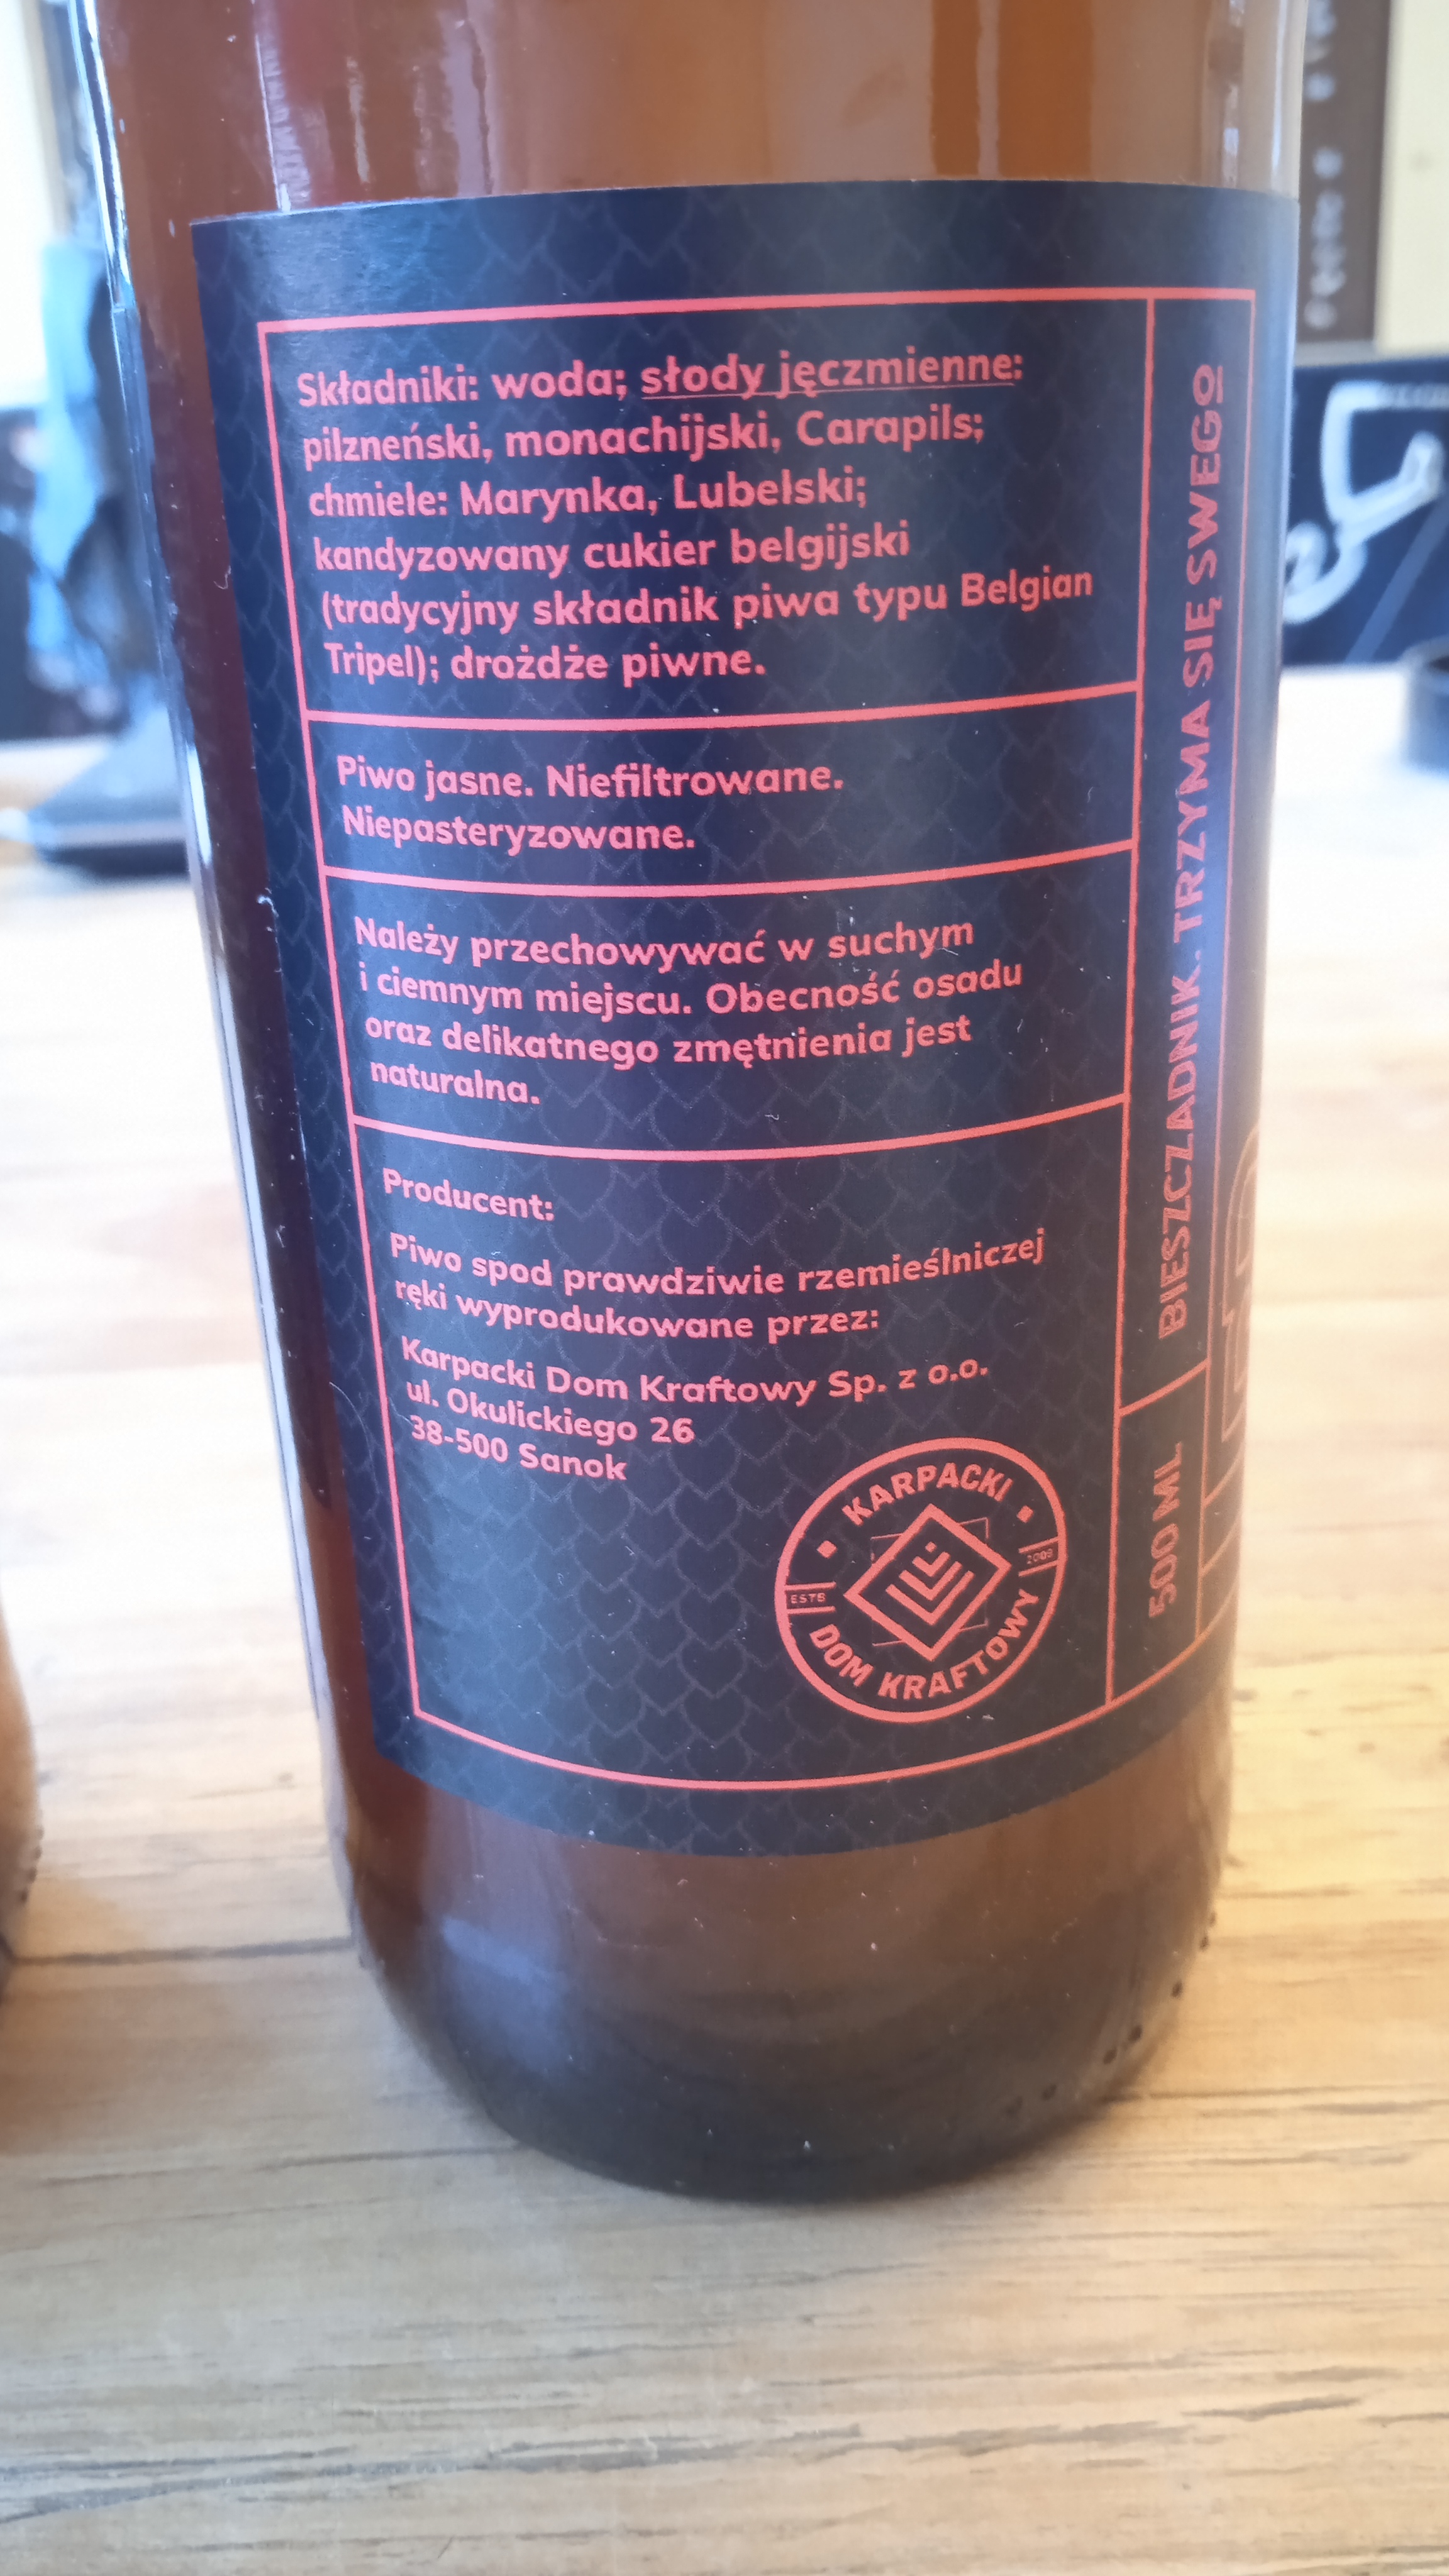 Składniki: woda; słody jęczmienne:
pilzneński, monachijski, Carapils;
chmiele: Marynka, Lubelski;
kandyzowany cukier belgijski
(tradycyjny składnik piwa typu Belgian
Tripel); drożdże piwne.
Piwo jasne. Niefiltrowane.
Niepasteryzowane.
Należy przechowywać w suchym
i ciemnym miejscu. Obecność osadu
oraz delikatnego zmętnienia jest
naturalna.
Producent:
Piwo spod prawdziwie rzemieślniczej
ręki wyprodukowane przez:
Karpacki Dom Kraftowy Sp. z o.o.
ul. Okulickiego 26
38-500 Sanok
KARPACKI
ESTB 2009
DOM KRAFTOWY
BIESZCZADNIK. TRZYMA SIĘ SWEGO
500 ML